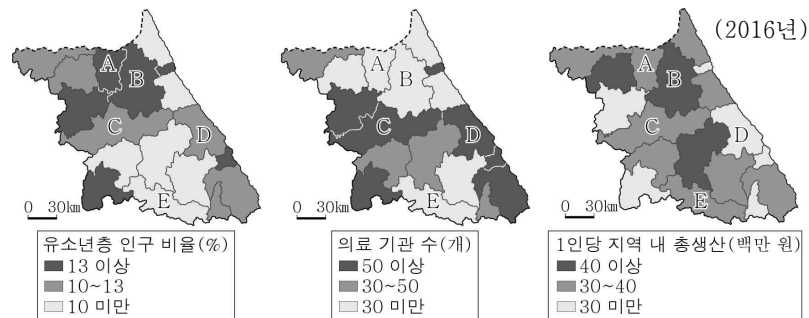 (2016년)
A
B
C
D
E
0 30km
유소년층 인구 비율(%)
13 이상
10~13
10 미만
A
B
C
D
E
0 30km
의료 기관 수(개)
50 이상
30~50
30 미만
A
B
C
D
E
0 30km
1인당 지역 내 총생산(백만 원)
40 이상
30~40
30 미만